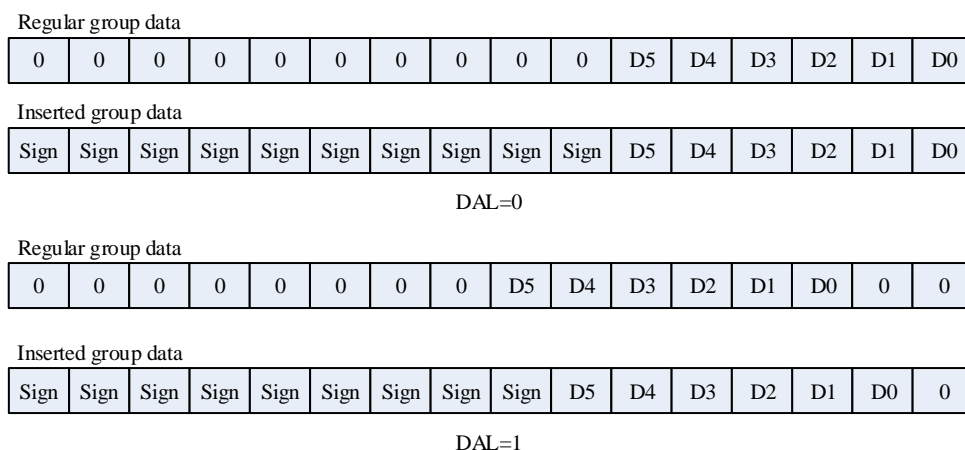 Regular group data
0 0 0 0 0 0 0 0 0 0 D5 D4 D3 D2 D1 D0
Inserted group data
Sign Sign Sign Sign Sign Sign Sign Sign Sign Sign D5 D4 D3 D2 D1 D0
DAL=0
Regular group data
0 0 0 0 0 0 0 0 D5 D4 D3 D2 D1 D0 0 0
Inserted group data
Sign Sign Sign Sign Sign Sign Sign Sign Sign D5 D4 D3 D2 D1 D0 0
DAL=1